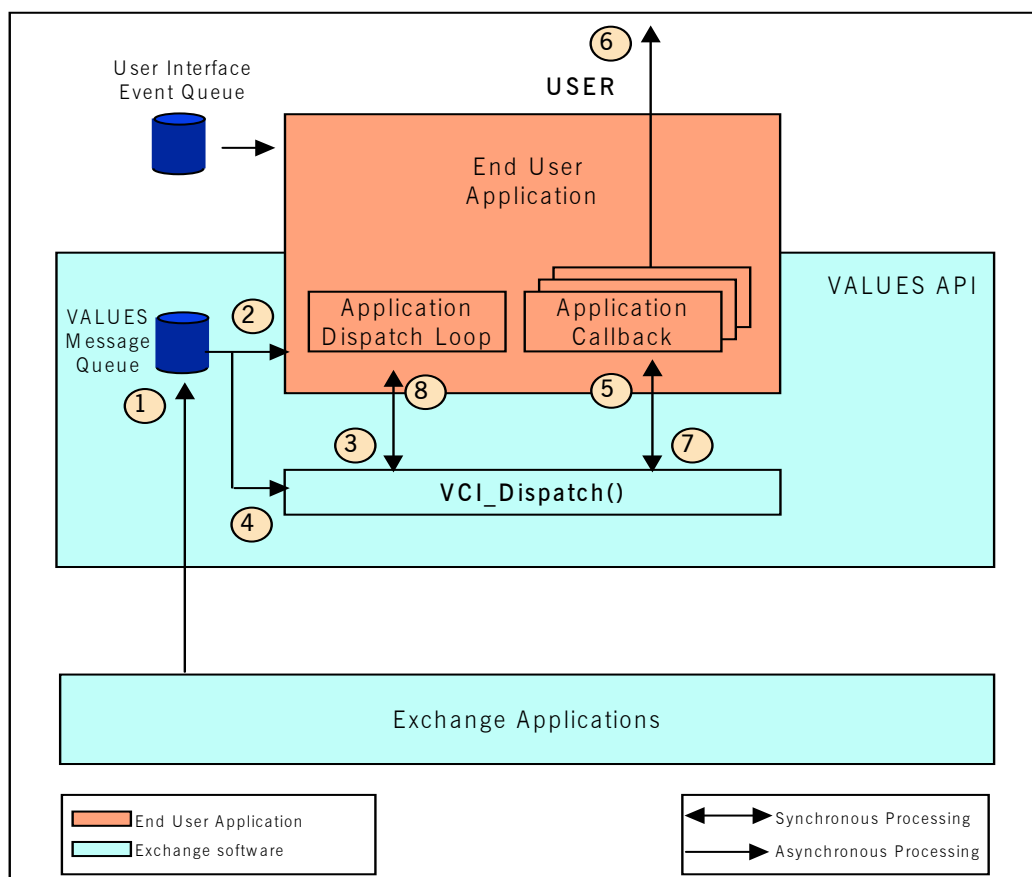 6
USER
User Interface
Event Queue
End User
Application
VALUES API
VALUES
Message
Queue
2
Application
Dispatch Loop
Application
Callback
1
8
5
3
7
VCI_Dispatch()
4
Exchange Applications
End User Application
Exchange software
Synchronous Processing
Asynchronous Processing